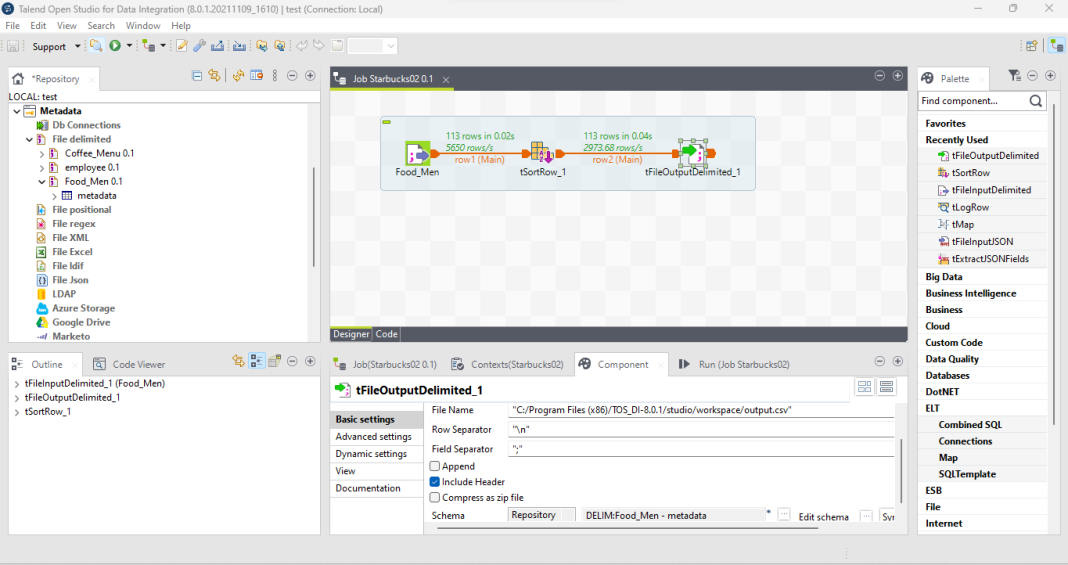 Talend Open Studio for Data Integration (8.0.1.20211109_1610) | test (Connection: Local)
File Edit View Search Window Help
Support
*Repository
LOCAL: test
Metadata
Db Connections
File delimited
Coffee_Menu 0.1
employee 0.1
Food_Men 0.1
metadata
File positional
File regex
File XML
File Excel
File ldif
File Json
LDAP
Azure Storage
Google Drive
Marketo
Job Starbucks02 0.1
113 rows in 0.02s
5650 rows/s
row1 (Main)
113 rows in 0.04s
2973.68 rows/s
row2 (Main)
Food_Men
tSortRow_1
tFileOutputDelimited_1
Designer Code
Palette
Find component...
Favorites
Recently Used
tFileOutputDelimited
tSortRow
tFileInputDelimited
tLogRow
tMap
tFileInputJSON
tExtractJSONFields
Big Data
Business Intelligence
Business
Cloud
Custom Code
Data Quality
Databases
DotNET
ELT
Combined SQL
Connections
Map
SQLTemplate
ESB
File
Internet
Outline Code Viewer
tFileInputDelimited_1 (Food_Men)
tFileOutputDelimited_1
tSortRow_1
Job(Starbucks02 0.1) Contexts(Starbucks02) Component Run (Job Starbucks02)
tFileOutputDelimited_1
Basic settings
Advanced settings
Dynamic settings
View
Documentation
File Name "C:/Program Files (x86)/TOS_DI-8.0.1/studio/workspace/output.csv"
Row Separator "\n"
Field Separator ";"
Append
Include Header
Compress as zip file
Schema Repository DELIM:Food_Men - metadata * ... Edit schema ... Syn